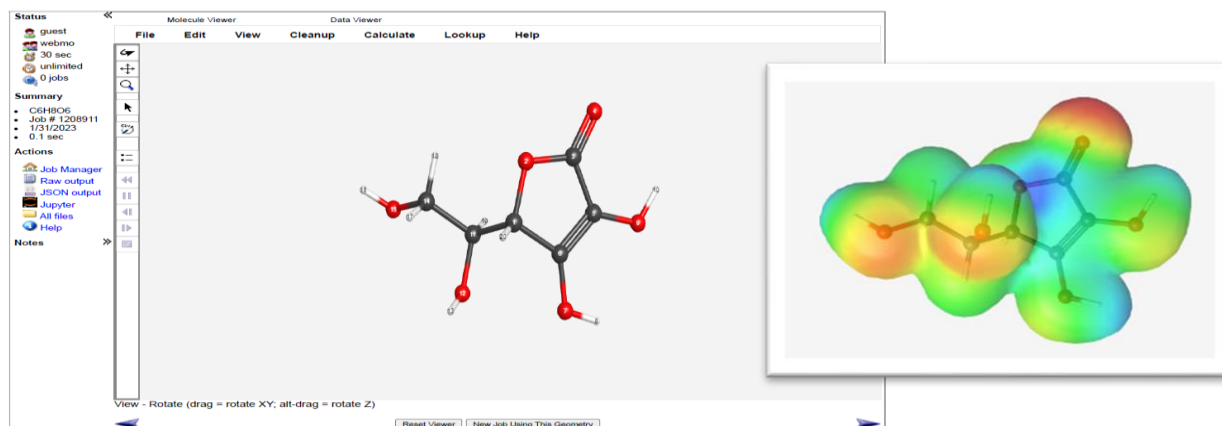 Status
guest
webmo
30 sec
unlimited
0 jobs
Summary
C6H8O6
Job # 1208911
1/31/2023
0.1 sec
Actions
Job Manager
Raw output
JSON output
Jupyter
All files
Help
Notes
Molecule Viewer Data Viewer
File Edit View Cleanup Calculate Lookup Help
View - Rotate (drag = rotate XY; alt-drag = rotate Z)
Reset Viewer New Job Using This Geometry